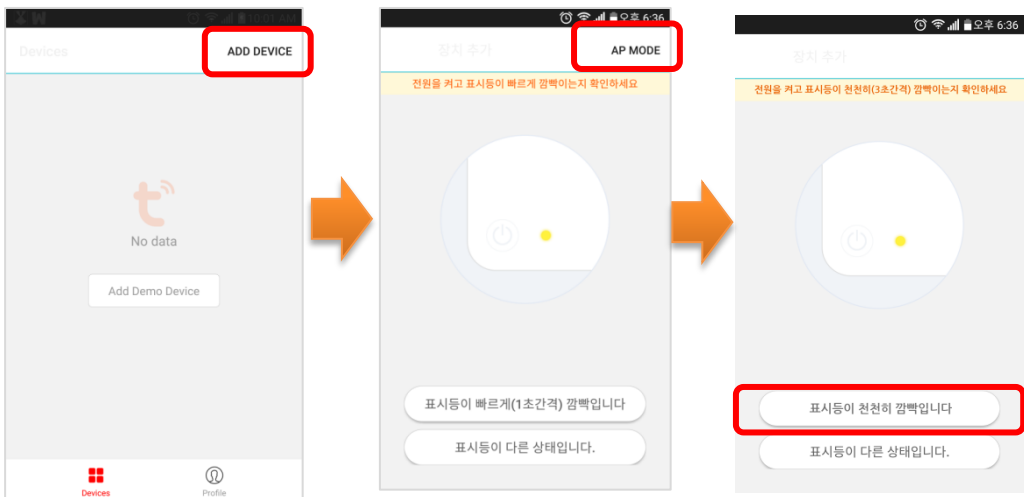 10:01 AM
Devices
ADD DEVICE
No data
Add Demo Device
Devices
Profile
오후 6:36
장치 추가
AP MODE
전원을 켜고 표시등이 빠르게 깜빡이는지 확인하세요
표시등이 빠르게(1초간격) 깜빡입니다
표시등이 다른 상태입니다.
오후 6:36
장치 추가
전원을 켜고 표시등이 천천히(3초간격) 깜빡이는지 확인하세요
표시등이 천천히 깜빡입니다
표시등이 다른 상태입니다.